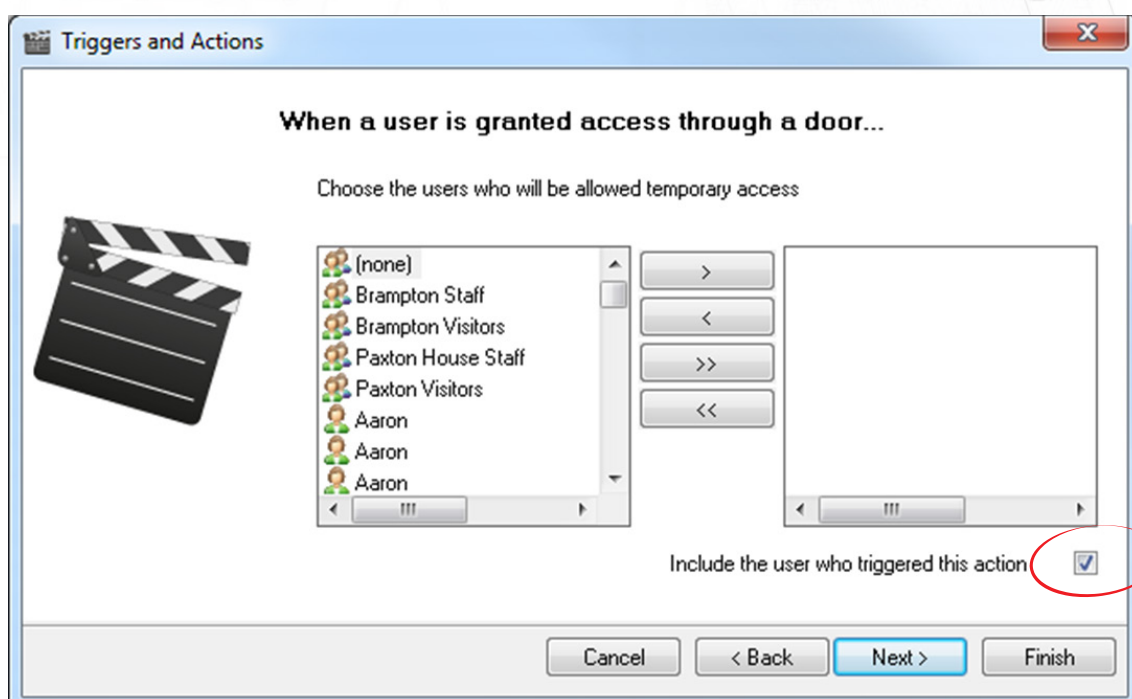 Triggers and Actions
When a user is granted access through a door...
Choose the users who will be allowed temporary access
(none)
Brampton Staff
Brampton Visitors
Paxton House Staff
Paxton Visitors
Aaron
Aaron
Aaron
>
<
>>
<<
Include the user who triggered this action
Cancel
< Back
Next >
Finish